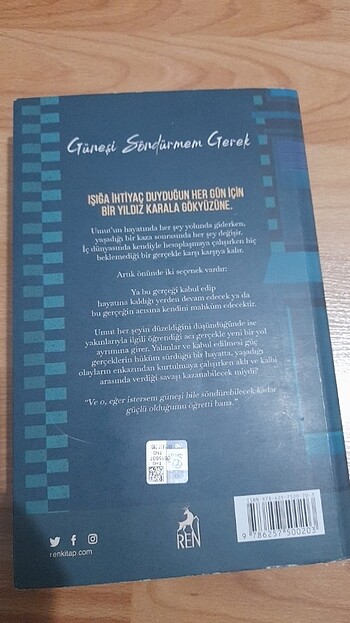 Güneşi Söndürmem Gerek
IŞIĞA İHTİYAÇ DUYDUĞUN HER GÜN İÇİN
BİR YILDIZ KARALA GÖKYÜZÜNE.
Umut'un hayatında her şey yolunda giderken,
yaşadığı bir kaza sonrasında her şey değişir.
İç dünyasında kendiyle hesaplaşmaya çalışırken hiç
beklemediği bir gerçekle karşı karşıya kalır.
Artık önünde iki seçenek vardır:
Ya bu gerçeği kabul edip
hayatına kaldığı yerden devam edecek ya da
bu gerçeğin acısına kendini mahkûm edecektir.
Umut her şeyin düzeldiğini düşündüğünde ise
yakınlarıyla ilgili öğrendiği acı gerçekle yeni bir yol
ayrımına girer. Yalanlar ve kabul edilmesi güç
gerçeklerin hüküm sürdüğü bir hayatta, yaşadığı
olayların enkazından kurtulmaya çalışırken aklı ve kalbi
arasında verdiği savaşı kazanabilecek miydi?
"Ve o, eğer istersem güneşi bile söndürebilecek kadar
güçlü olduğumu öğretti bana."
REN
renkitap.com
9 786257 500203